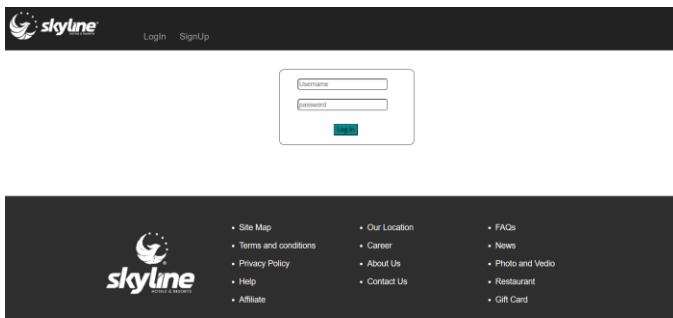 skyline
HOTELS & RESORTS
LogIn SignUp
Username
password
Log in
Site Map
Terms and conditions
Privacy Policy
Help
Affiliate
Our Location
Career
About Us
Contact Us
FAQs
News
Photo and Vedio
Restaurant
Gift Card
skyline
HOTELS & RESORTS